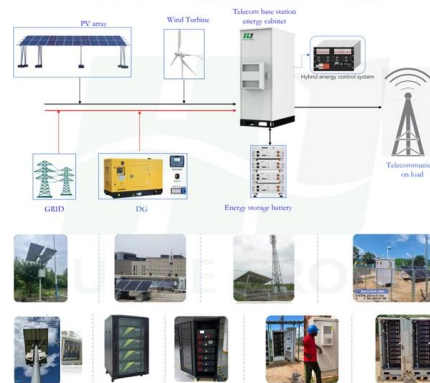 PV array
Wind Turbine
Telecom base station
energy cabinet
Hybrid energy control system
Telecommunicati
on load
GRID
DG
Energy storage battery